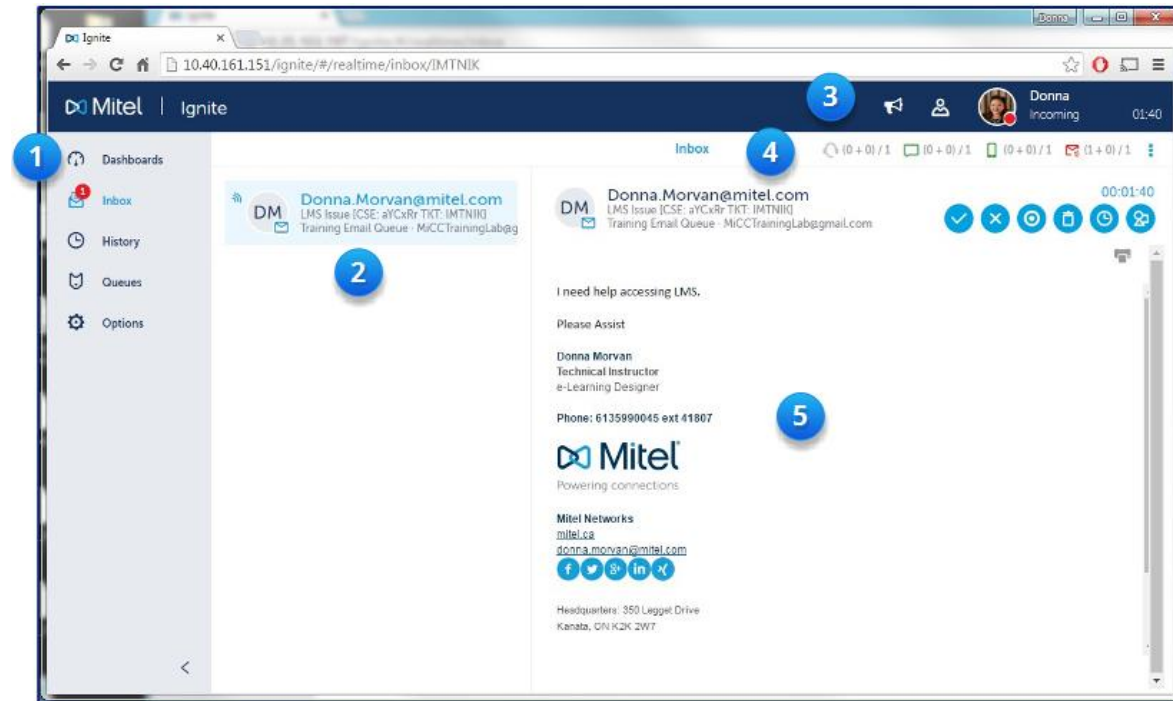 Donna
Ignite
10.40.161.151/ignite/#/realtime/inbox/IMTNIK
Mitel | Ignite
3
Donna
Incoming
01:40
1
Dashboards
Inbox
4
(0 + 0) / 1
(0 + 0) / 1
(0 + 0) / 1
(1 + 0) / 1
1
Inbox
History
Queues
Options
DM
Donna.Morvan@mitel.com
LMS Issue [CSE: aYCxRr TKT: IMTNIK]
Training Email Queue · MiCCTrainingLab@g
2
DM
Donna.Morvan@mitel.com
LMS Issue [CSE: aYCxRr TKT: IMTNIK]
Training Email Queue · MiCCTrainingLab@gmail.com
00:01:40
I need help accessing LMS.
Please Assist
Donna Morvan
Technical Instructor
e-Learning Designer
Phone: 6135990045 ext 41807
5
Mitel
Powering connections
Mitel Networks
mitel.ca
donna.morvan@mitel.com
Headquarters: 350 Legget Drive
Kanata, ON K2K 2W7